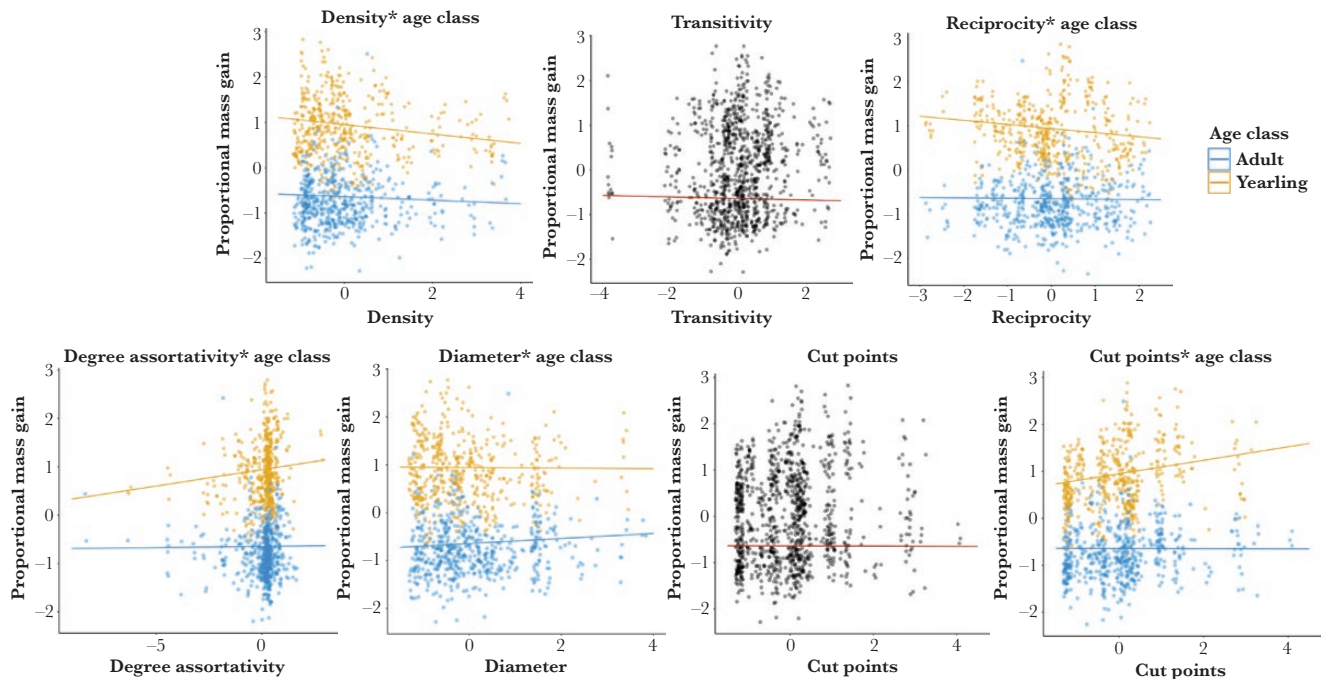 Density* age class
Transitivity
Reciprocity* age class
Proportional mass gain
3
2
1
0
−1
−2
0
2
4
Density
Proportional mass gain
3
2
1
0
−1
−2
−4
−2
0
2
Transitivity
Proportional mass gain
3
2
1
0
−1
−2
−3
−2
−1
0
1
2
Reciprocity
Age class
Adult
Yearling
Degree assortativity* age class
Diameter* age class
Cut points
Cut points* age class
Proportional mass gain
3
2
1
0
−1
−2
−5
0
Degree assortativity
Proportional mass gain
3
2
1
0
−1
−2
0
2
4
Diameter
Proportional mass gain
3
2
1
0
−1
−2
0
2
4
Cut points
Proportional mass gain
3
2
1
0
−1
−2
0
2
4
Cut points